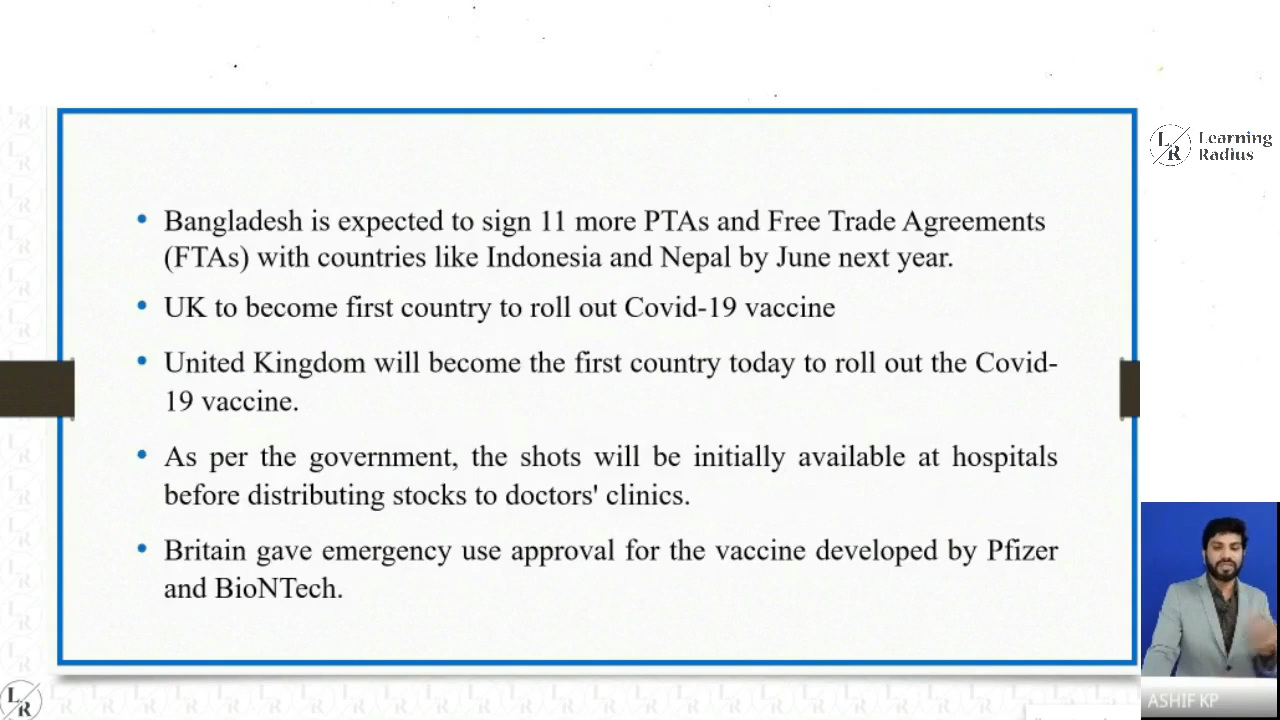 Learning
Radius
• Bangladesh is expected to sign 11 more PTAs and Free Trade Agreements
(FTAs) with countries like Indonesia and Nepal by June next year.
• UK to become first country to roll out Covid-19 vaccine
• United Kingdom will become the first country today to roll out the Covid-
19 vaccine.
• As per the government, the shots will be initially available at hospitals
before distributing stocks to doctors' clinics.
• Britain gave emergency use approval for the vaccine developed by Pfizer
and BioNTech.
L
R
L
R
ASHIF KP